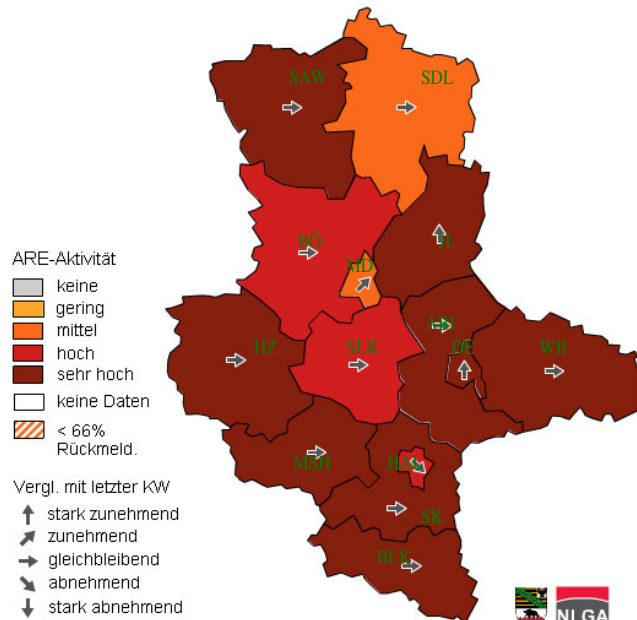 SAW
SDL
BÖ
JL
MD
ARE-Aktivität
keine
gering
mittel
hoch
sehr hoch
keine Daten
< 66%
Rückmeld.
HZ
SLK
ABI
DE
WB
MSH
HAL
SK
BLK
Vergl. mit letzter KW
stark zunehmend
zunehmend
gleichbleibend
abnehmend
stark abnehmend
NLGA